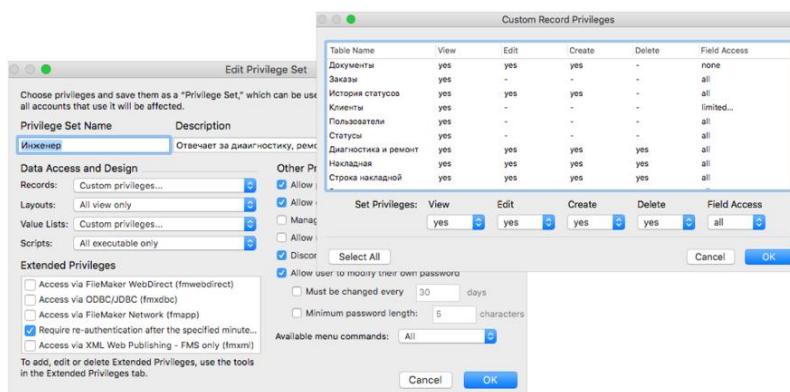 Custom Record Privileges
Table Name View Edit Create Delete Field Access
Документы yes yes yes - none
Заказы yes - - - all
История статусов yes yes yes - all
Клиенты yes - - - limited...
Пользователи yes - - - all
Статусы yes - - - all
Диагностика и ремонт yes yes yes yes all
Накладная yes yes yes yes all
Строка накладной yes yes yes yes all
Set Privileges: View Edit Create Delete Field Access
yes yes yes yes all
Select All Cancel OK
Edit Privilege Set
Choose privileges and save them as a “Privilege Set,” which can be use
all accounts that use it will be affected.
Privilege Set Name Description
Инженер Отвечает за диаигностику, ремо
Data Access and Design
Records: Custom privileges...
Layouts: All view only
Value Lists: Custom privileges...
Scripts: All executable only
Extended Privileges
Access via FileMaker WebDirect (fmwebdirect)
Access via ODBC/JDBC (fmxdbc)
Access via FileMaker Network (fmapp)
Require re-authentication after the specified minute...
Access via XML Web Publishing - FMS only (fmxml)
To add, edit or delete Extended Privileges, use the tools
in the Extended Privileges tab.
Other Pr
Allow
Allow
Manag
Allow
Discon
Allow user to modify their own password
Must be changed every 30 days
Minimum password length: 5 characters
Available menu commands: All
Cancel OK